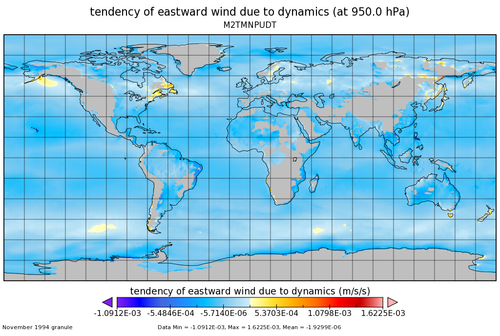 tendency of eastward wind due to dynamics (at 950.0 hPa)
M2TMNPUDT
tendency of eastward wind due to dynamics (m/s/s)
-1.0912E-03 -5.4846E-04 -5.7140E-06 5.3703E-04 1.0798E-03 1.6225E-03
November 1994 granule Data Min = -1.0912E-03, Max = 1.6225E-03, Mean = -1.9299E-06